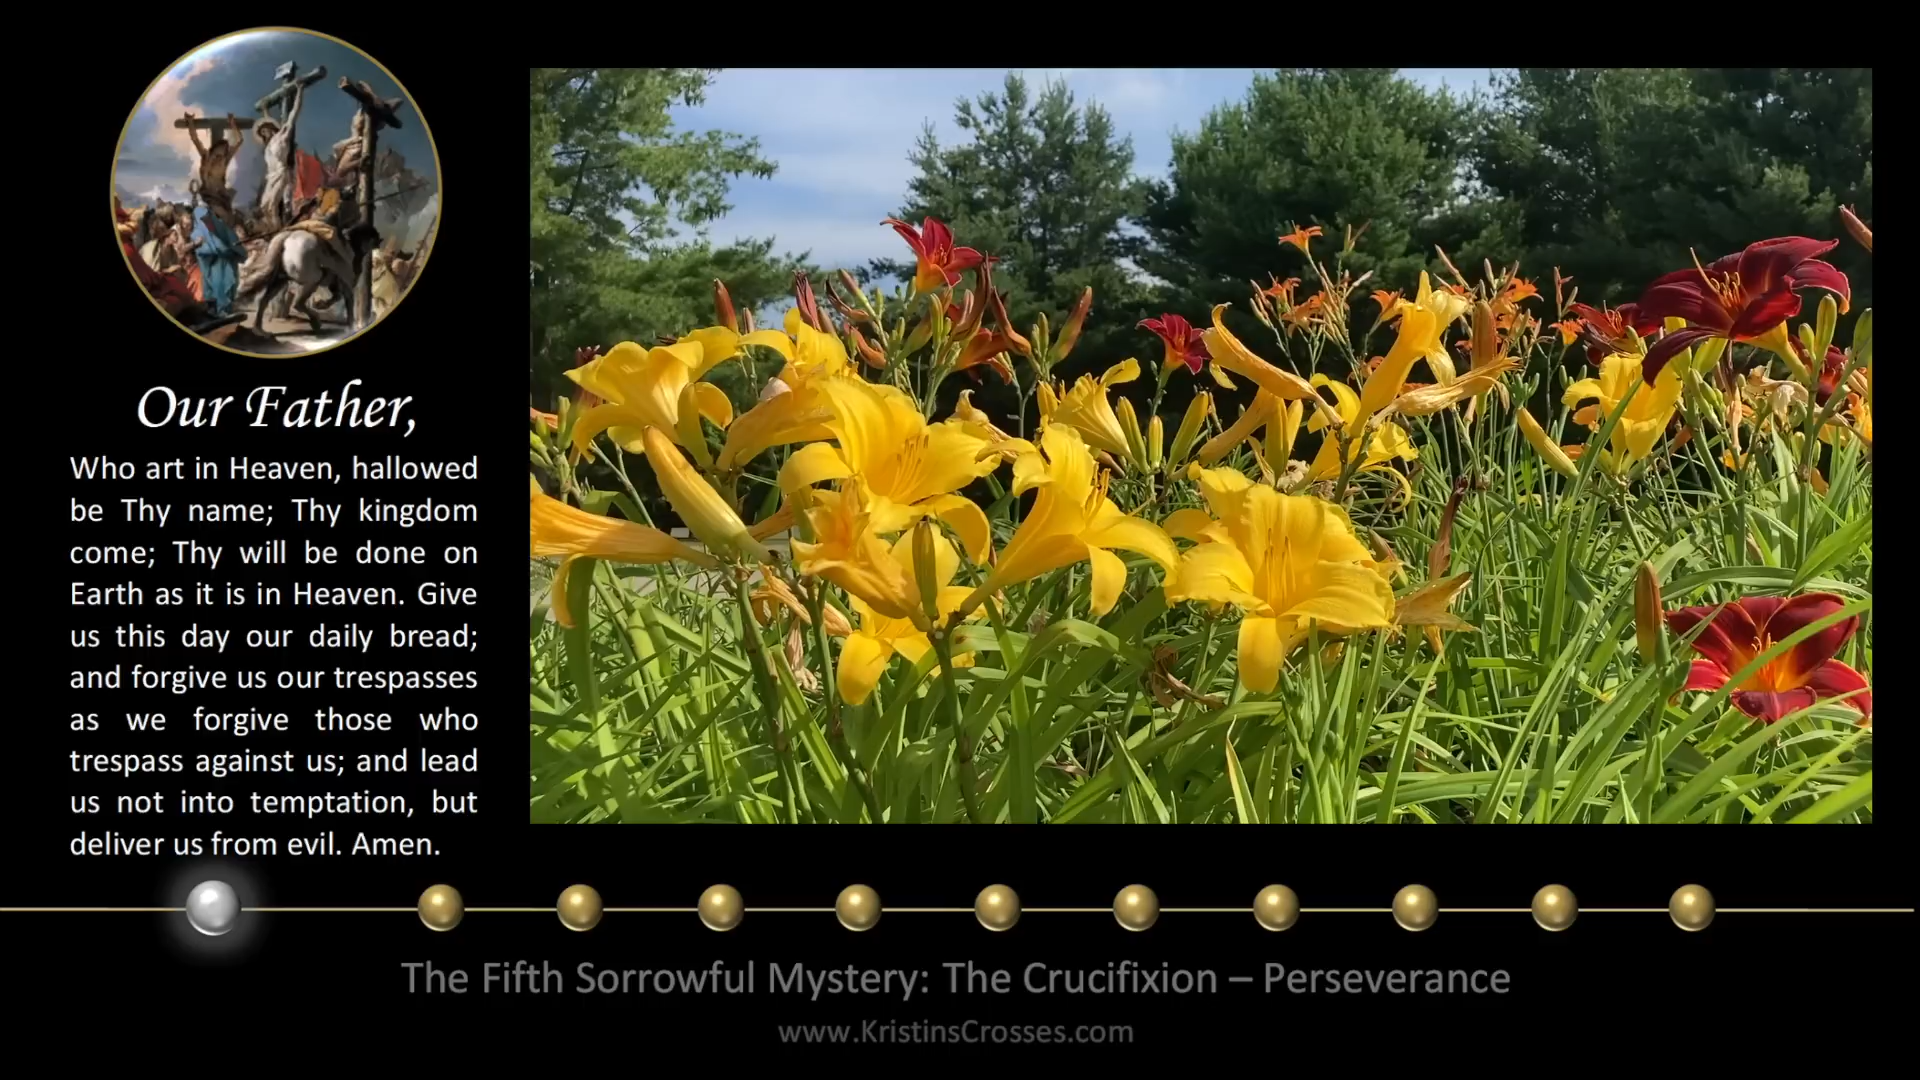 Our Father,
Who art in Heaven, hallowed
be Thy name; Thy kingdom
come; Thy will be done on
Earth as it is in Heaven. Give
us this day our daily bread;
and forgive us our trespasses
as we forgive those who
trespass against us; and lead
us not into temptation, but
deliver us from evil. Amen.
The Fifth Sorrowful Mystery: The Crucifixion – Perseverance
www.KristinsCrosses.com